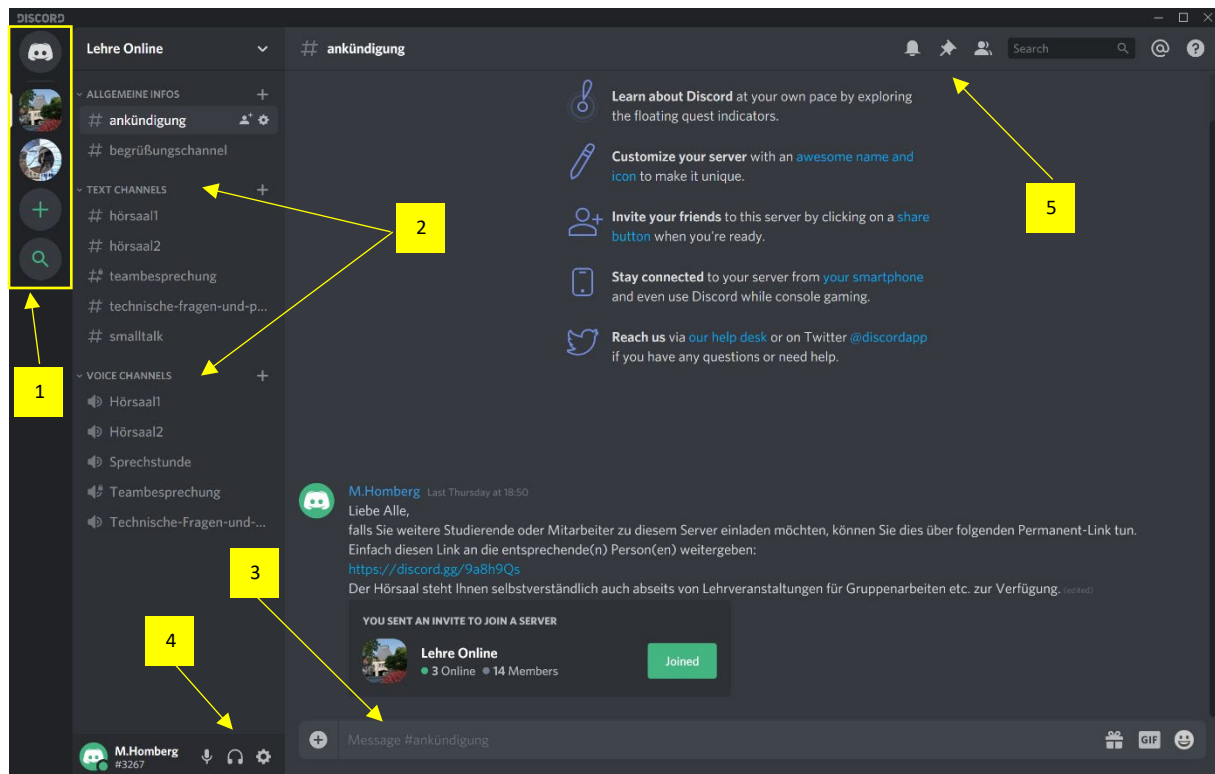 DISCORD
Lehre Online
# ankündigung
Search
ALLGEMEINE INFOS
# ankündigung
# begrüßungschannel
TEXT CHANNELS
# hörsaal1
# hörsaal2
# teambesprechung
# technische-fragen-und-p...
# smalltalk
VOICE CHANNELS
Hörsaal1
Hörsaal2
Sprechstunde
Teambesprechung
Technische-Fragen-und-...
M.Homberg
#3267
1
2
3
4
5
Learn about Discord at your own pace by exploring
the floating quest indicators.
Customize your server with an awesome name and
icon to make it unique.
Invite your friends to this server by clicking on a share
button when you're ready.
Stay connected to your server from your smartphone
and even use Discord while console gaming.
Reach us via our help desk or on Twitter @discordapp
if you have any questions or need help.
M.Homberg Last Thursday at 18:50
Liebe Alle,
falls Sie weitere Studierende oder Mitarbeiter zu diesem Server einladen möchten, können Sie dies über folgenden Permanent-Link tun.
Einfach diesen Link an die entsprechende(n) Person(en) weitergeben:
https://discord.gg/9a8h9Qs
Der Hörsaal steht Ihnen selbstverständlich auch abseits von Lehrveranstaltungen für Gruppenarbeiten etc. zur Verfügung. (edited)
YOU SENT AN INVITE TO JOIN A SERVER
Lehre Online
3 Online 14 Members
Joined
Message #ankündigung
GIF